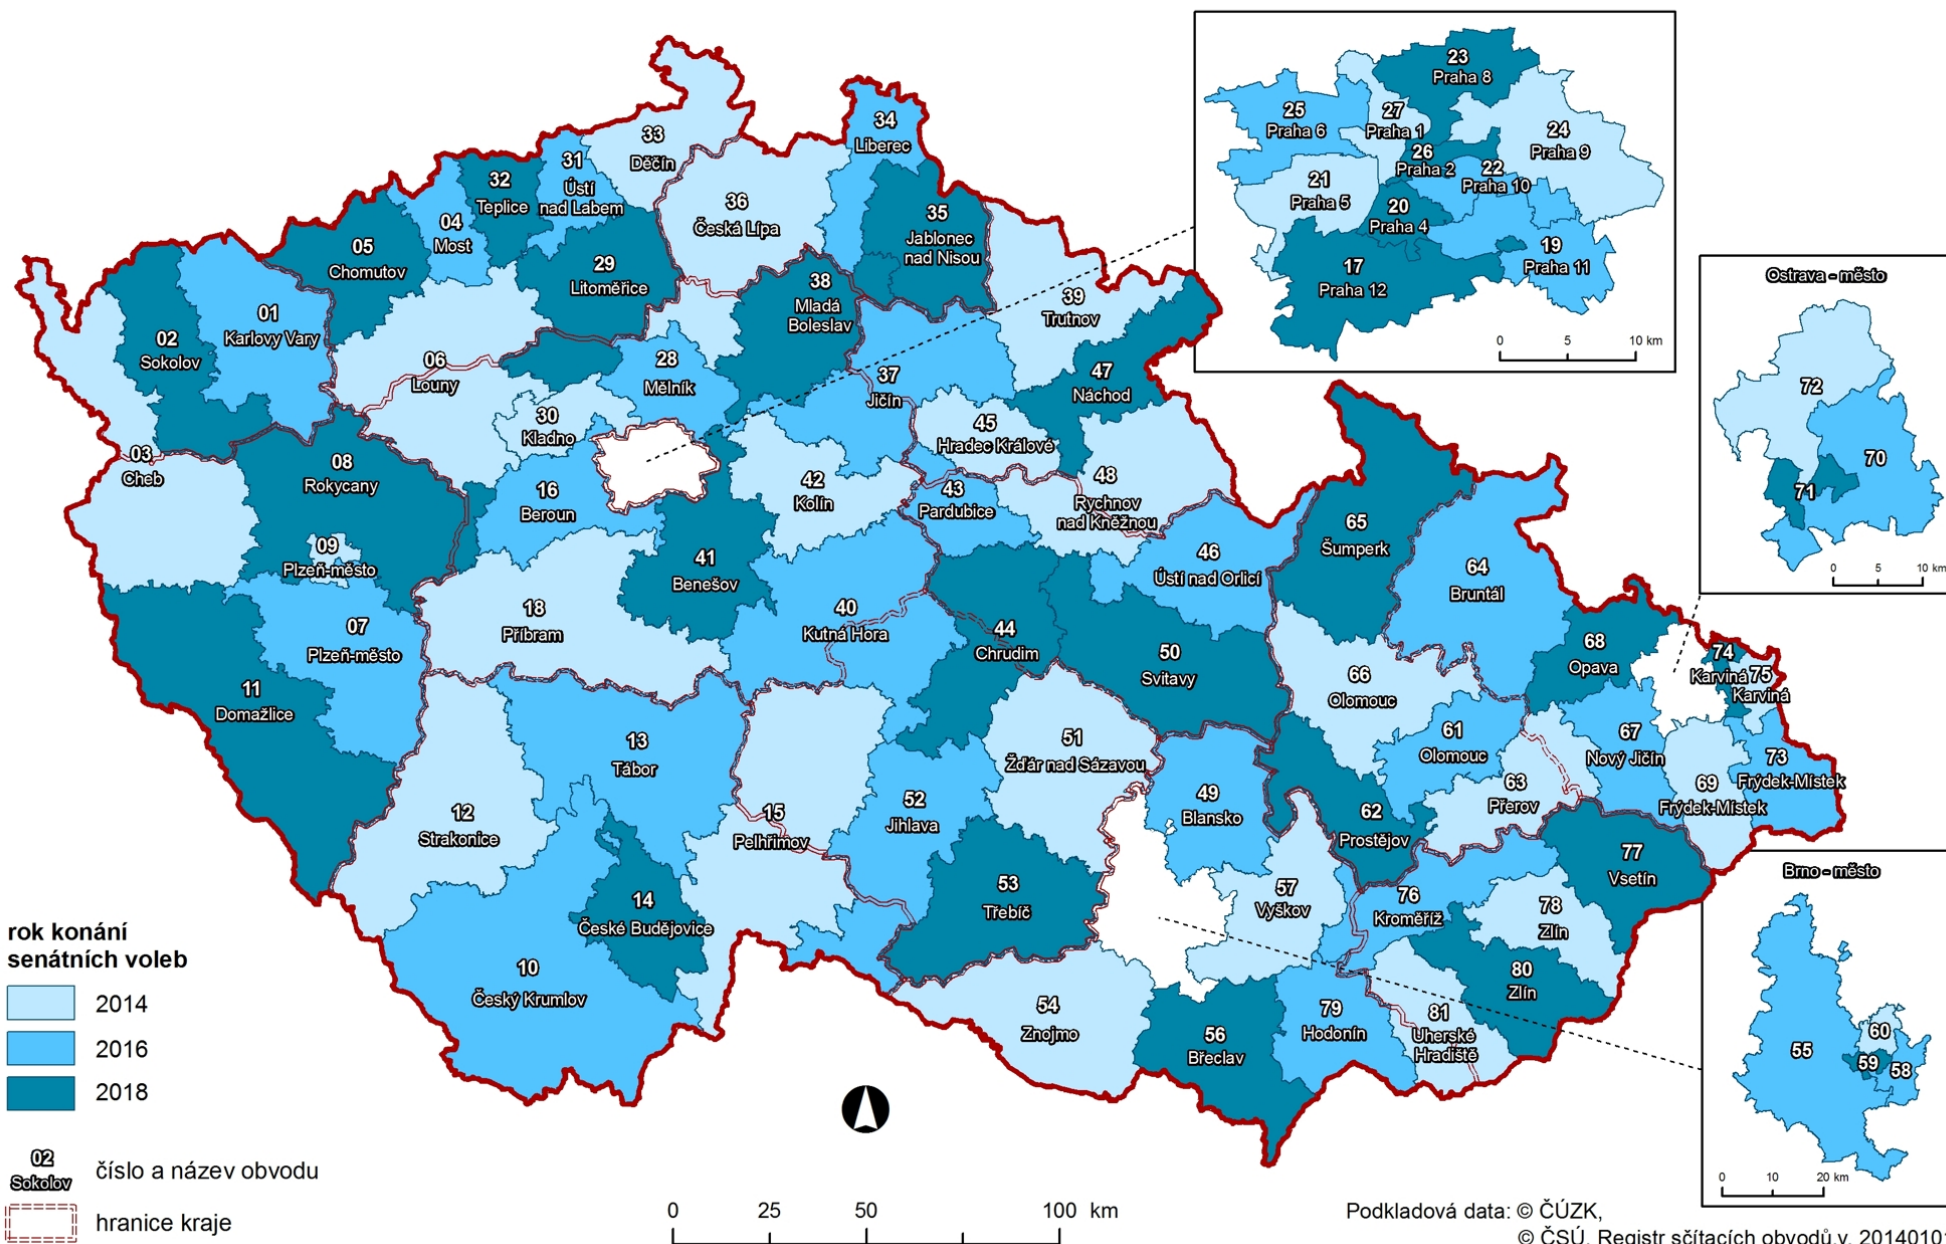 23
Praha 8
25
Praha 6
27
Praha 1
24
Praha 9
26
Praha 2
22
Praha 10
21
Praha 5
20
Praha 4
19
Praha 11
17
Praha 12
0 5 10 km
Ostrava - město
72
70
71
0 5 10 km
33
Děčín
34
Liberec
31
Ústí
nad Labem
32
Teplice
04
Most
36
Česká Lípa
35
Jablonec
nad Nisou
05
Chomutov
29
Litoměřice
38
Mladá
Boleslav
39
Trutnov
01
Karlovy Vary
02
Sokolov
06
Louny
28
Mělník
37
Jičín
47
Náchod
30
Kladno
45
Hradec Králové
03
Cheb
08
Rokycany
16
Beroun
42
Kolín
43
Pardubice
48
Rychnov
nad Kněžnou
65
Šumperk
09
Plzeň-město
41
Benešov
46
Ústí nad Orlicí
64
Bruntál
18
Příbram
40
Kutná Hora
44
Chrudim
07
Plzeň-město
50
Svitavy
68
Opava
74
Karviná
75
Karviná
11
Domažlice
66
Olomouc
13
Tábor
51
Žďár nad Sázavou
61
Olomouc
67
Nový Jičín
73
Frýdek-Místek
12
Strakonice
15
Pelhřimov
52
Jihlava
49
Blansko
62
Prostějov
63
Přerov
69
Frýdek-Místek
77
Vsetín
14
České Budějovice
53
Třebíč
57
Vyškov
76
Kroměříž
78
Zlín
10
Český Krumlov
80
Zlín
54
Znojmo
56
Břeclav
79
Hodonín
81
Uherské
Hradiště
Brno - město
55
60
59
58
0 10 20 km
rok konání
senátních voleb
2014
2016
2018
02
Sokolov
číslo a název obvodu
hranice kraje
0 25 50 100 km
Podkladová data: © ČÚZK,
© ČSÚ, Registr sčítacích obvodů,v. 20140101